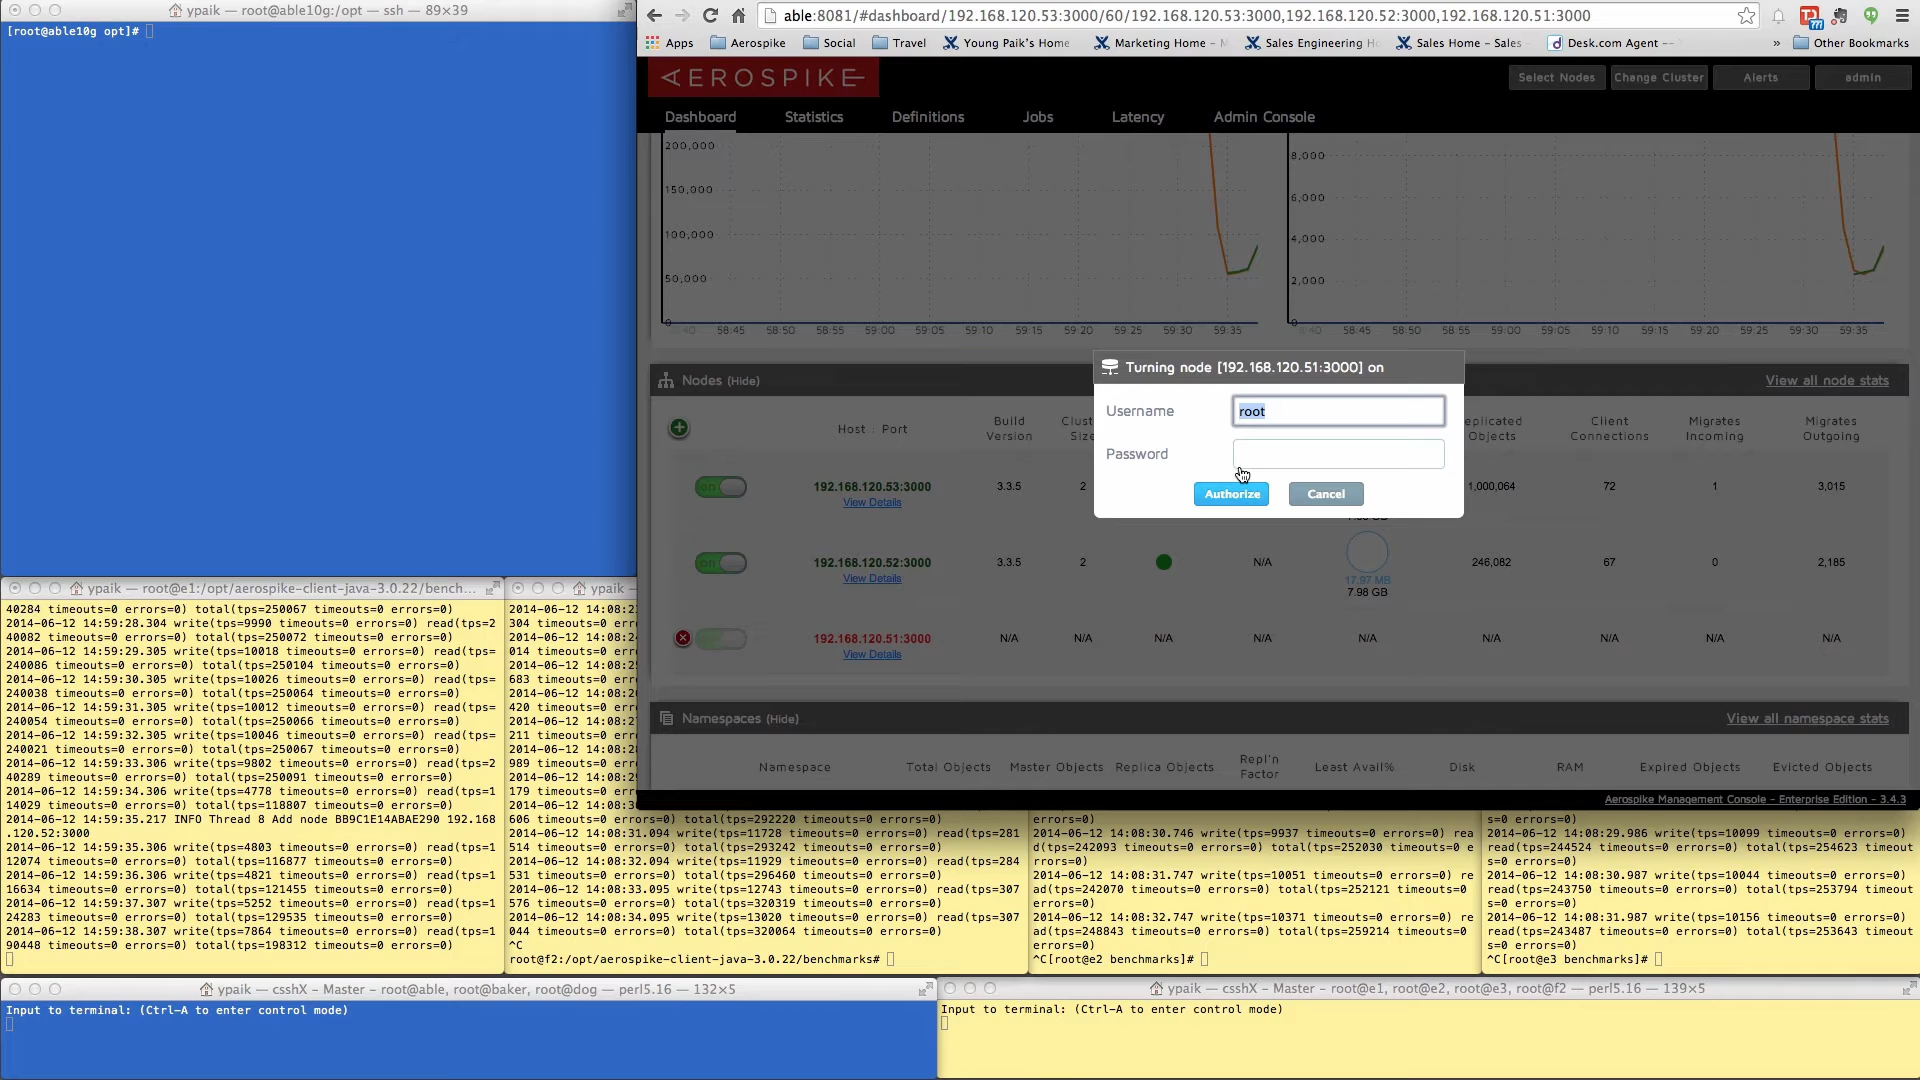 ypaik — root@able10g:/opt — ssh — 89×39
[root@able10g opt]#
able:8081/#dashboard/192.168.120.53:3000/60/192.168.120.53:3000,192.168.120.52:3000,192.168.120.51:3000
Apps Aerospike Social Travel Young Paik's Home Marketing Home – Sales Engineering Sales Home – Sales Desk.com Agent –– » Other Bookmarks
AEROSPIKE
Select Nodes Change Cluster Alerts admin
Dashboard Statistics Definitions Jobs Latency Admin Console
200,000
150,000
100,000
50,000
0
58:45 58:50 58:55 59:00 59:05 59:10 59:15 59:20 59:25 59:30 59:35
8,000
6,000
4,000
2,000
0
58:45 58:50 58:55 59:00 59:05 59:10 59:15 59:20 59:25 59:30 59:35
Nodes (Hide) View all node stats
Host : Port
Build Version
Migrates Incoming
Migrates Outgoing
Client Connections
Objects
192.168.120.53:3000 3.3.5 2 1,000,064 72 1 3,015
View Details
192.168.120.52:3000 3.3.5 2 N/A 246,082 67 0 2,185
View Details
17.97 MB
7.98 GB
192.168.120.51:3000 N/A N/A N/A N/A N/A N/A N/A N/A N/A
View Details
Turning node [192.168.120.51:3000] on
Username root
Password
Authorize Cancel
Namespaces (Hide) View all namespace stats
Namespace Total Objects Master Objects Replica Objects Repl'n Factor Least Avail% Disk RAM Expired Objects Evicted Objects
Aerospike Management Console - Enterprise Edition - 3.4.3
ypaik — root@e1:/opt/aerospike-client-java-3.0.22/bench...
40284 timeouts=0 errors=0) total(tps=250067 timeouts=0 errors=0)
2014-06-12 14:59:28.304 write(tps=9990 timeouts=0 errors=0) read(tps=2
40082 timeouts=0 errors=0) total(tps=250072 timeouts=0 errors=0)
2014-06-12 14:59:29.305 write(tps=10018 timeouts=0 errors=0) read(tps=
240086 timeouts=0 errors=0) total(tps=250104 timeouts=0 errors=0)
2014-06-12 14:59:30.305 write(tps=10026 timeouts=0 errors=0) read(tps=
240038 timeouts=0 errors=0) total(tps=250064 timeouts=0 errors=0)
2014-06-12 14:59:31.305 write(tps=10012 timeouts=0 errors=0) read(tps=
240054 timeouts=0 errors=0) total(tps=250066 timeouts=0 errors=0)
2014-06-12 14:59:32.305 write(tps=10046 timeouts=0 errors=0) read(tps=
240021 timeouts=0 errors=0) total(tps=250067 timeouts=0 errors=0)
2014-06-12 14:59:33.306 write(tps=9802 timeouts=0 errors=0) read(tps=2
40289 timeouts=0 errors=0) total(tps=250091 timeouts=0 errors=0)
2014-06-12 14:59:34.306 write(tps=4778 timeouts=0 errors=0) read(tps=1
14029 timeouts=0 errors=0) total(tps=118807 timeouts=0 errors=0)
2014-06-12 14:59:35.217 INFO Thread 8 Add node BB9C1E14ABAE290 192.168
.120.52:3000
2014-06-12 14:59:35.306 write(tps=4803 timeouts=0 errors=0) read(tps=1
12074 timeouts=0 errors=0) total(tps=116877 timeouts=0 errors=0)
2014-06-12 14:59:36.306 write(tps=4821 timeouts=0 errors=0) read(tps=1
16634 timeouts=0 errors=0) total(tps=121455 timeouts=0 errors=0)
2014-06-12 14:59:37.307 write(tps=5252 timeouts=0 errors=0) read(tps=1
24283 timeouts=0 errors=0) total(tps=129535 timeouts=0 errors=0)
2014-06-12 14:59:38.307 write(tps=7864 timeouts=0 errors=0) read(tps=1
90448 timeouts=0 errors=0) total(tps=198312 timeouts=0 errors=0)
ypaik —
606 timeouts=0 errors=0) total(tps=292220 timeouts=0 errors=0)
2014-06-12 14:08:31.094 write(tps=11728 timeouts=0 errors=0) read(tps=281
514 timeouts=0 errors=0) total(tps=293242 timeouts=0 errors=0)
2014-06-12 14:08:32.094 write(tps=11929 timeouts=0 errors=0) read(tps=284
531 timeouts=0 errors=0) total(tps=296460 timeouts=0 errors=0)
2014-06-12 14:08:33.095 write(tps=12743 timeouts=0 errors=0) read(tps=307
576 timeouts=0 errors=0) total(tps=320319 timeouts=0 errors=0)
2014-06-12 14:08:34.095 write(tps=13020 timeouts=0 errors=0) read(tps=307
044 timeouts=0 errors=0) total(tps=320064 timeouts=0 errors=0)
^C
root@f2:/opt/aerospike-client-java-3.0.22/benchmarks#
errors=0)
2014-06-12 14:08:30.746 write(tps=9937 timeouts=0 errors=0) rea
d(tps=242093 timeouts=0 errors=0) total(tps=252030 timeouts=0 e
rrors=0)
2014-06-12 14:08:31.747 write(tps=10051 timeouts=0 errors=0) re
ad(tps=242070 timeouts=0 errors=0) total(tps=252121 timeouts=0
errors=0)
2014-06-12 14:08:32.747 write(tps=10371 timeouts=0 errors=0) re
ad(tps=248843 timeouts=0 errors=0) total(tps=259214 timeouts=0
errors=0)
^C[root@e2 benchmarks]#
s=0 errors=0)
2014-06-12 14:08:29.986 write(tps=10099 timeouts=0 errors=0)
read(tps=244524 timeouts=0 errors=0) total(tps=254623 timeout
s=0 errors=0)
2014-06-12 14:08:30.987 write(tps=10044 timeouts=0 errors=0)
read(tps=243750 timeouts=0 errors=0) total(tps=253794 timeout
s=0 errors=0)
2014-06-12 14:08:31.987 write(tps=10156 timeouts=0 errors=0)
read(tps=243487 timeouts=0 errors=0) total(tps=253643 timeout
s=0 errors=0)
^C[root@e3 benchmarks]#
ypaik — csshX – Master – root@able, root@baker, root@dog — perl5.16 — 132×5
Input to terminal: (Ctrl-A to enter control mode)
ypaik — csshX – Master – root@e1, root@e2, root@e3, root@f2 — perl5.16 — 139×5
Input to terminal: (Ctrl-A to enter control mode)